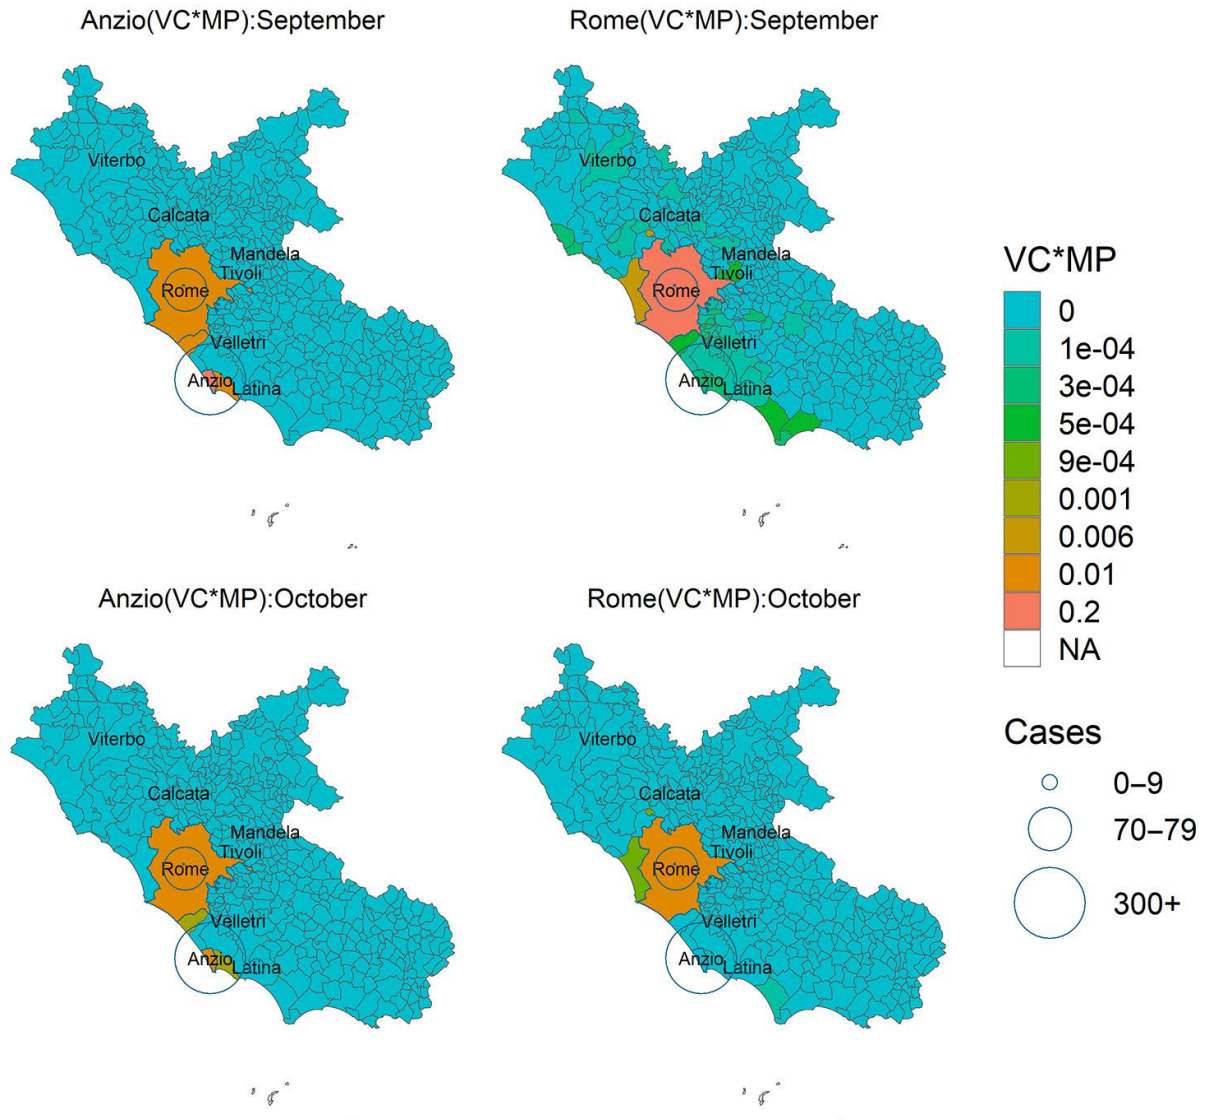 Anzio(VC*MP):September
Rome(VC*MP):September
Viterbo
Calcata
Mandela
Tivoli
Rome
Velletri
Anzio
Latina
Viterbo
Calcata
Mandela
Tivoli
Rome
Velletri
Anzio
Latina
VC*MP
0
1e-04
3e-04
5e-04
9e-04
0.001
0.006
0.01
0.2
NA
Anzio(VC*MP):October
Rome(VC*MP):October
Viterbo
Calcata
Mandela
Tivoli
Rome
Velletri
Anzio
Latina
Viterbo
Calcata
Mandela
Tivoli
Rome
Velletri
Anzio
Latina
Cases
0–9
70–79
300+